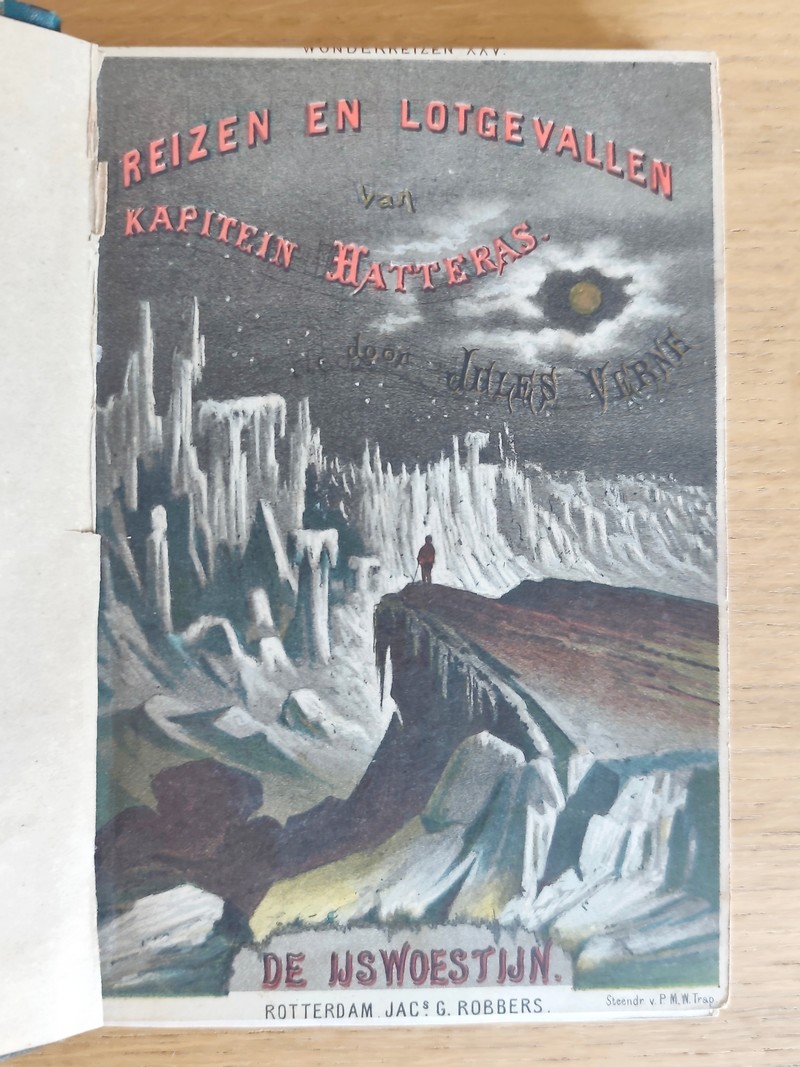 WONDERREIZEN XXV.
REIZEN EN LOTGEVALLEN
van
KAPITEIN HATTERAS.
door JULES VERNE
DE IJSWOESTIJN.
ROTTERDAM. JACS. G. ROBBERS.
Steendr. v. P.M.W. Trap